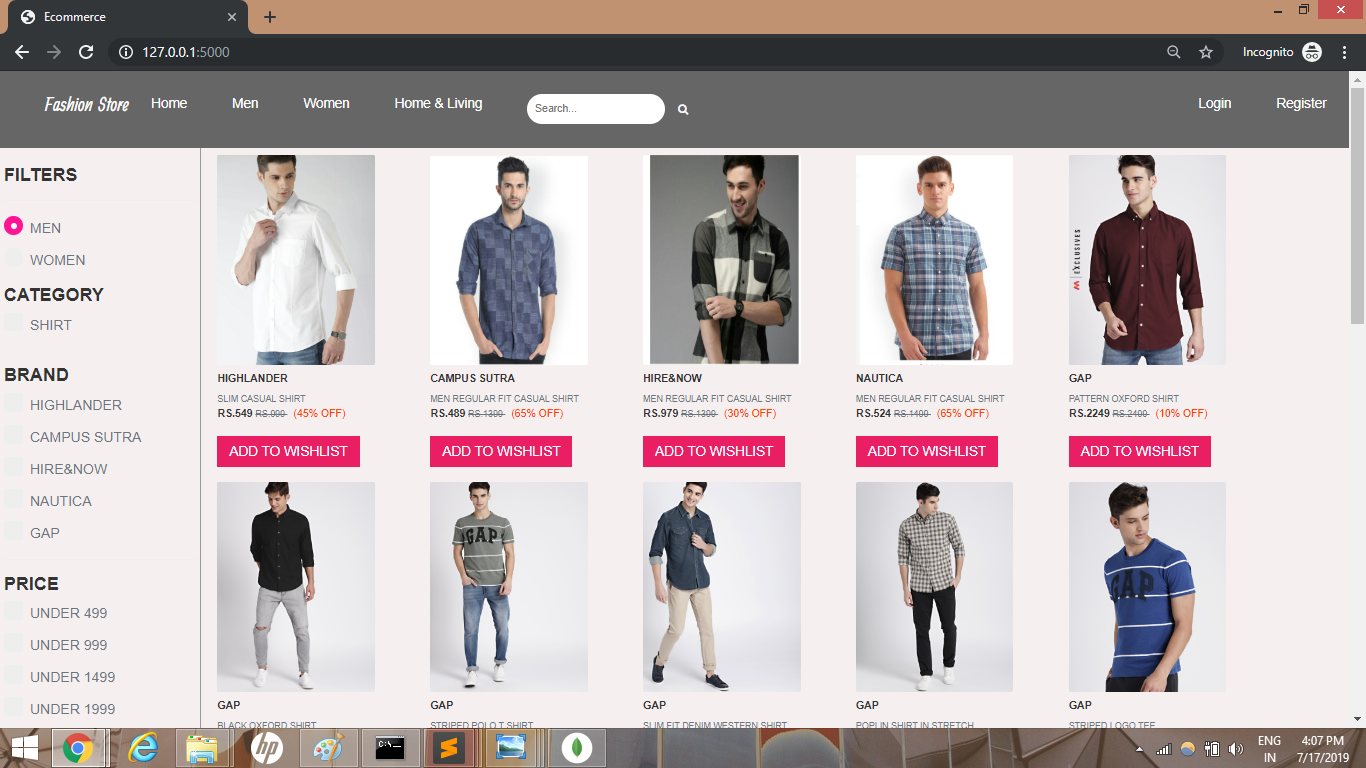 Ecommerce
127.0.0.1:5000
Incognito
Fashion Store Home Men Women Home & Living Search... Login Register
FILTERS
MEN
WOMEN
CATEGORY
SHIRT
BRAND
HIGHLANDER
CAMPUS SUTRA
HIRE&NOW
NAUTICA
GAP
PRICE
UNDER 499
UNDER 999
UNDER 1499
UNDER 1999
EXCLUSIVES
HIGHLANDER
SLIM CASUAL SHIRT
RS.549 RS.999 (45% OFF)
ADD TO WISHLIST
CAMPUS SUTRA
MEN REGULAR FIT CASUAL SHIRT
RS.489 RS.1399 (65% OFF)
ADD TO WISHLIST
HIRE&NOW
MEN REGULAR FIT CASUAL SHIRT
RS.979 RS.1399 (30% OFF)
ADD TO WISHLIST
NAUTICA
MEN REGULAR FIT CASUAL SHIRT
RS.524 RS.1499 (65% OFF)
ADD TO WISHLIST
GAP
PATTERN OXFORD SHIRT
RS.2249 RS.2499 (10% OFF)
ADD TO WISHLIST
GAP
GAP
GAP
BLACK OXFORD SHIRT
GAP
STRIPED POLO T SHIRT
GAP
SLIM FIT DENIM WESTERN SHIRT
GAP
POPLIN SHIRT IN STRETCH
GAP
STRIPED LOGO TEE
hp
C:\_
ENG
IN
4:07 PM
7/17/2019